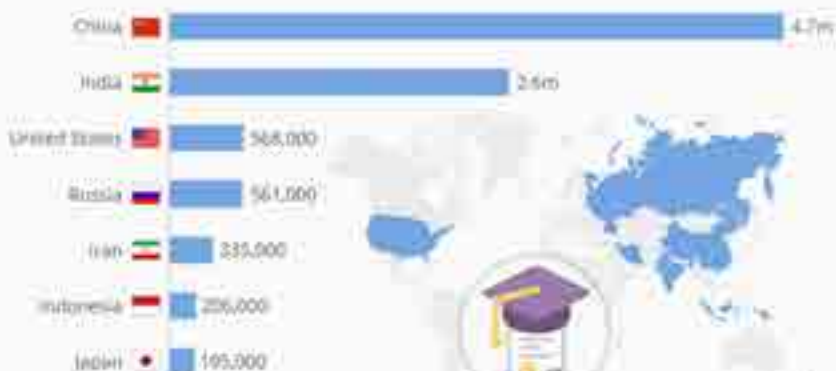 China 4.7m
India 2.6m
United States 568,000
Russia 561,000
Iran 335,000
Indonesia 206,000
Japan 195,000